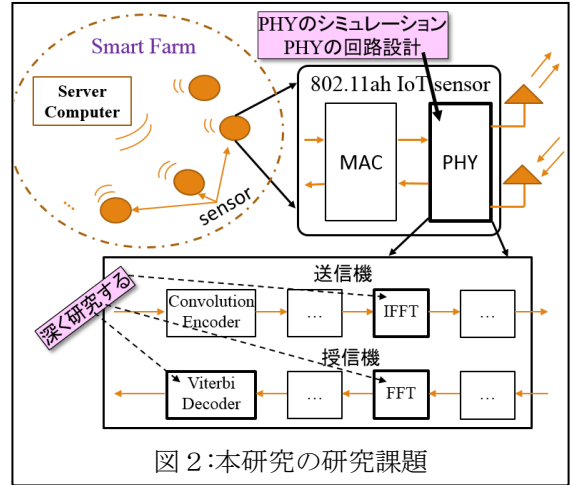 PHYのシミュレーション
PHYの回路設計
Smart Farm
Server
Computer
802.11ah IoT sensor
MAC
PHY
sensor
...
送信機
深く研究する
Convolution
Encoder
…
IFFT
…
授信機
Viterbi
Decoder
…
FFT
…
図2:本研究の研究課題